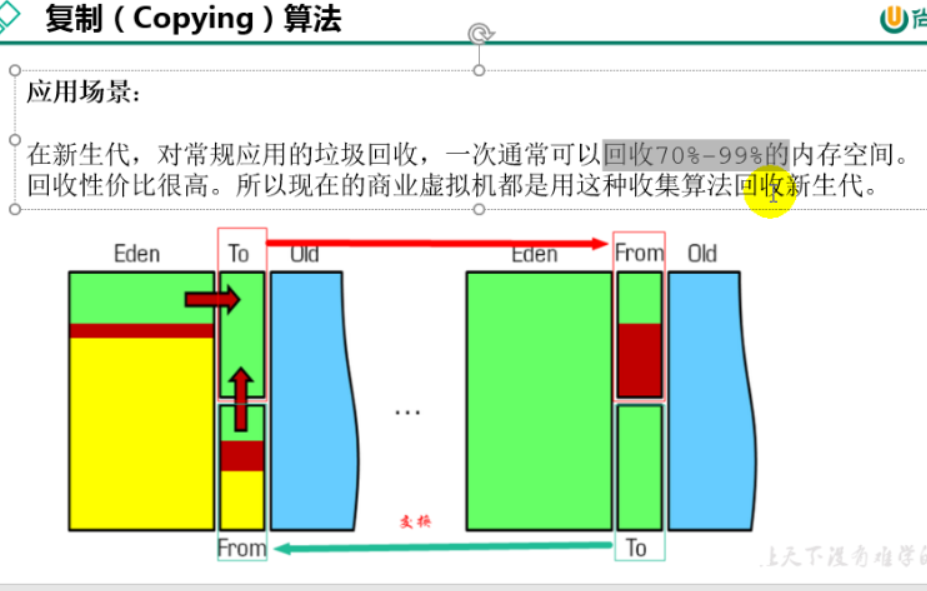 复制（Copying）算法
尚
应用场景：
在新生代，对常规应用的垃圾回收，一次通常可以回收70%-99%的内存空间。
回收性价比很高。所以现在的商业虚拟机都是用这种收集算法回收新生代。
Eden To Old Eden From Old
...
变换
From To
让天下没有难学的